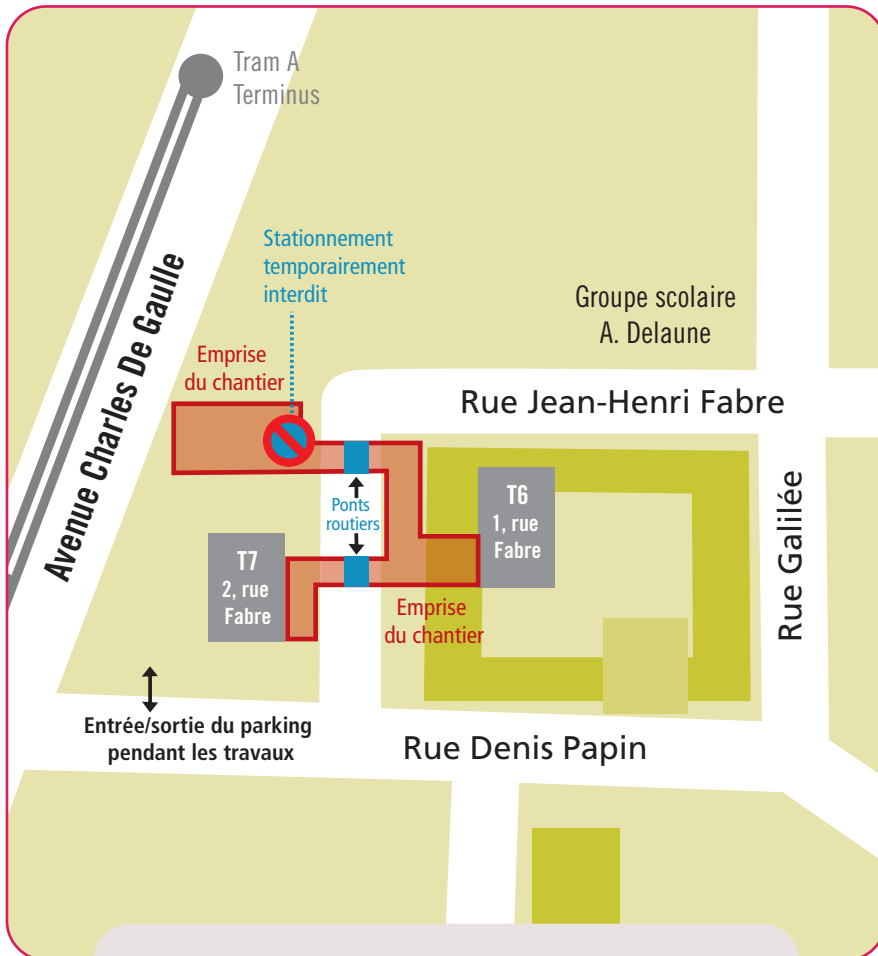 Tram A
Terminus
Avenue Charles De Gaulle
Stationnement
temporairement
interdit
Groupe scolaire
A. Delaune
Emprise
du chantier
Rue Jean-Henri Fabre
T6
1, rue
Fabre
Ponts
routiers
Rue Galilée
T7
2, rue
Fabre
Emprise
du chantier
Entrée/sortie du parking
pendant les travaux
Rue Denis Papin